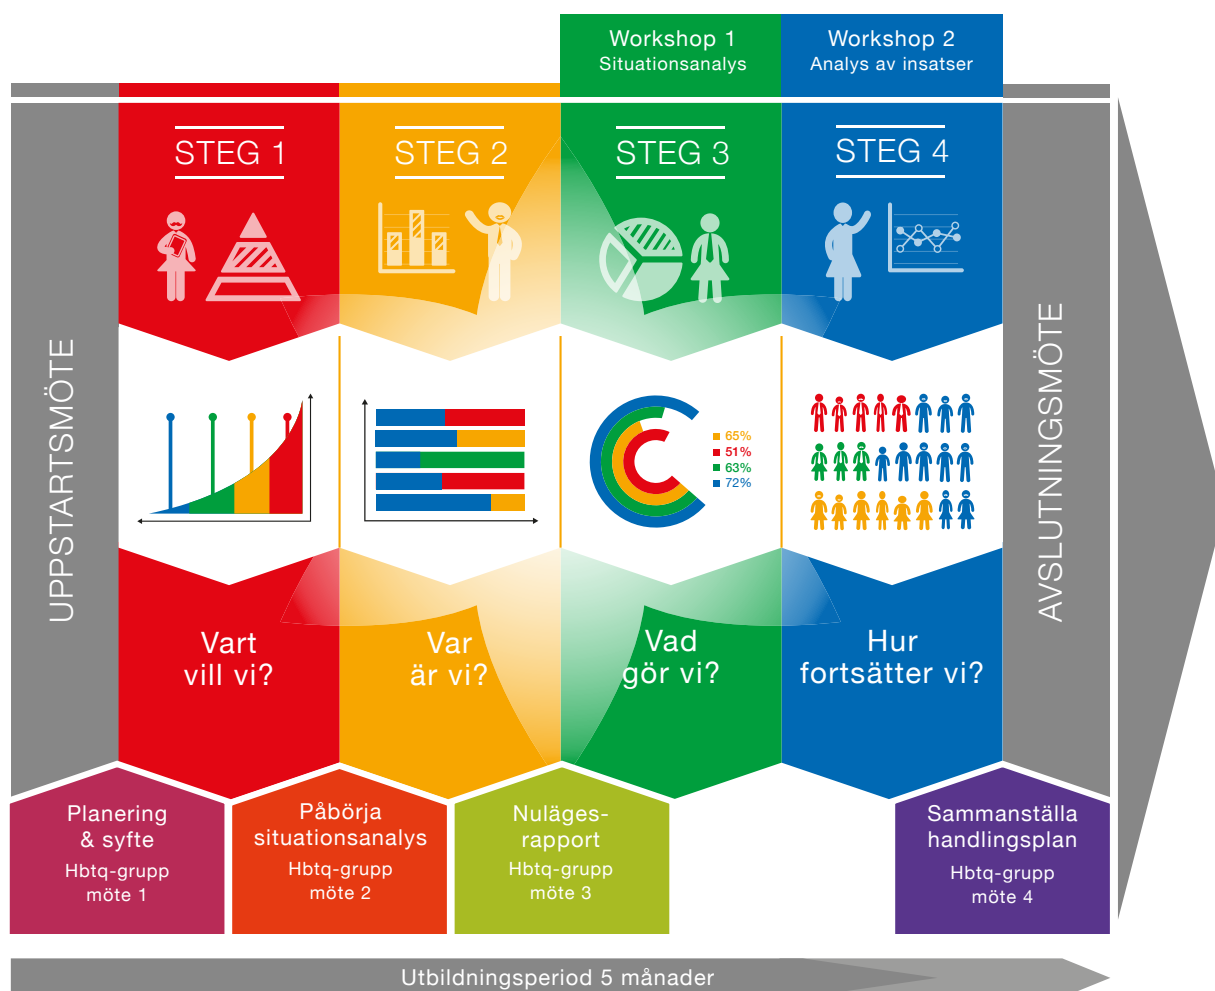 Workshop 1
Situationsanalys
Workshop 2
Analys av insatser
STEG 1
STEG 2
STEG 3
STEG 4
UPPSTARTSMÖTE
AVSLUTNINGSMÖTE
65%
51%
63%
72%
Vart
vill vi?
Var
är vi?
Vad
gör vi?
Hur
fortsätter vi?
Planering
& syfte
Hbtq-grupp
möte 1
Påbörja
situationsanalys
Hbtq-grupp
möte 2
Nuläges-
rapport
Hbtq-grupp
möte 3
Sammanställa
handlingsplan
Hbtq-grupp
möte 4
Utbildningsperiod 5 månader